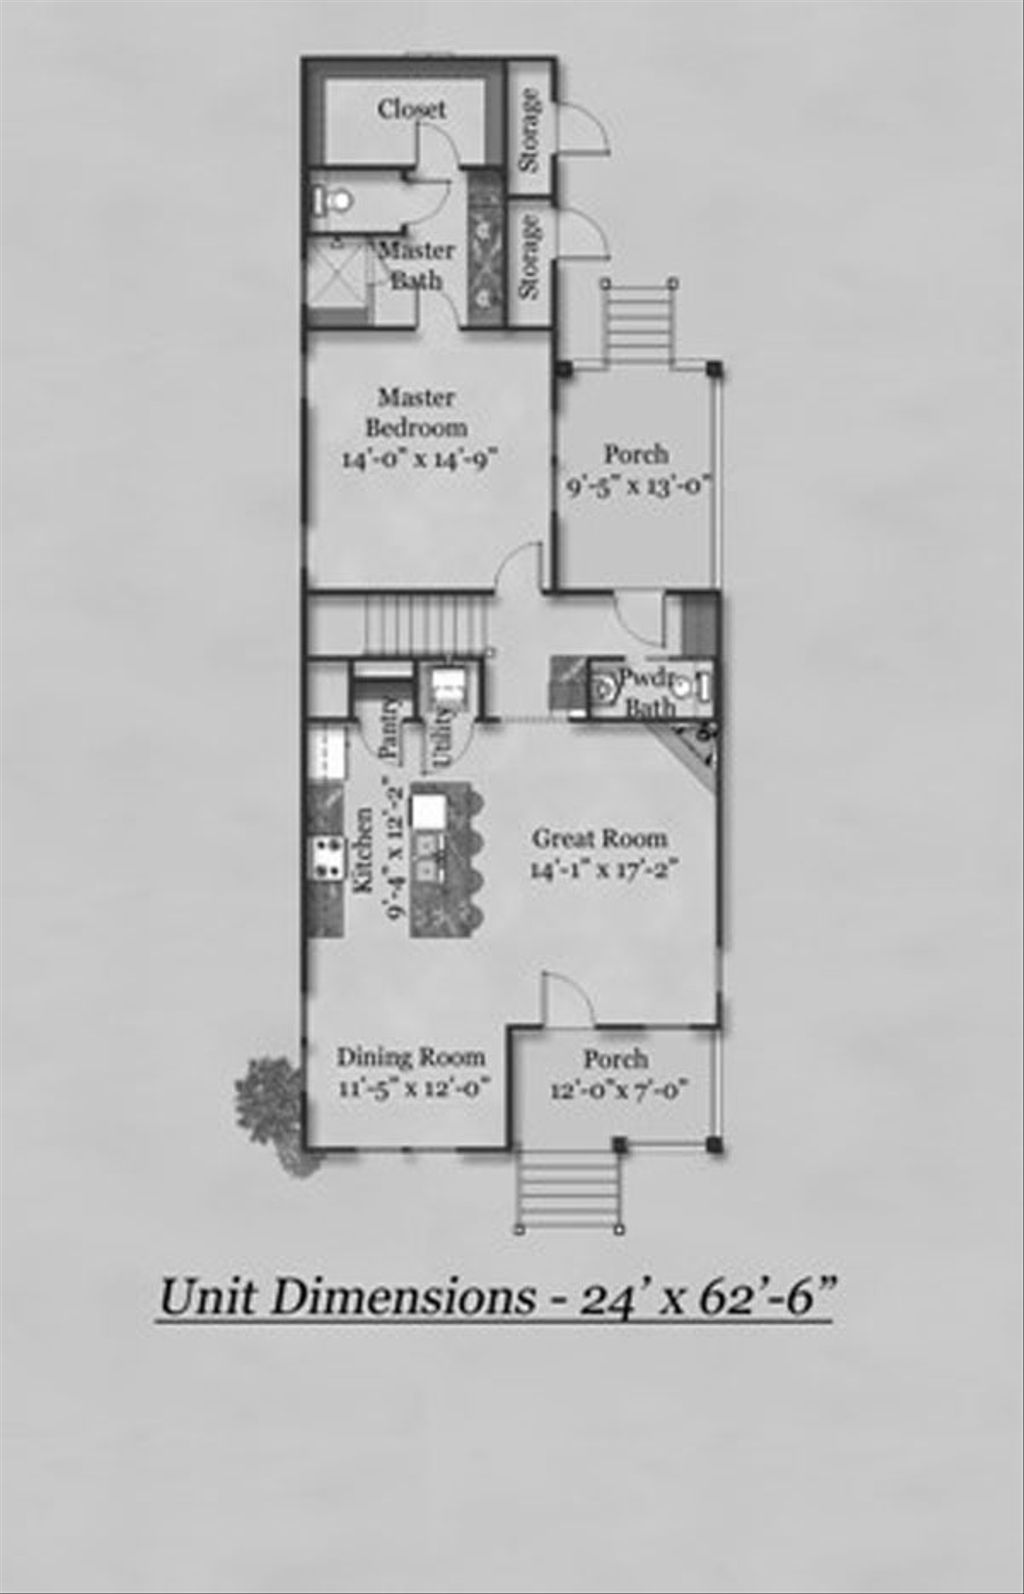 Closet
Storage
Storage
Master
Bath
Master
Bedroom
14'-0" x 14'-9"
Porch
9'-5" x 13'-0"
Pwdr
Bath
Pantry
Utility
Kitchen
9'-4" x 12'-2"
Great Room
14'-1" x 17'-2"
Dining Room
11'-5" x 12'-0"
Porch
12'-0"x 7'-0"
Unit Dimensions - 24' x 62'-6"